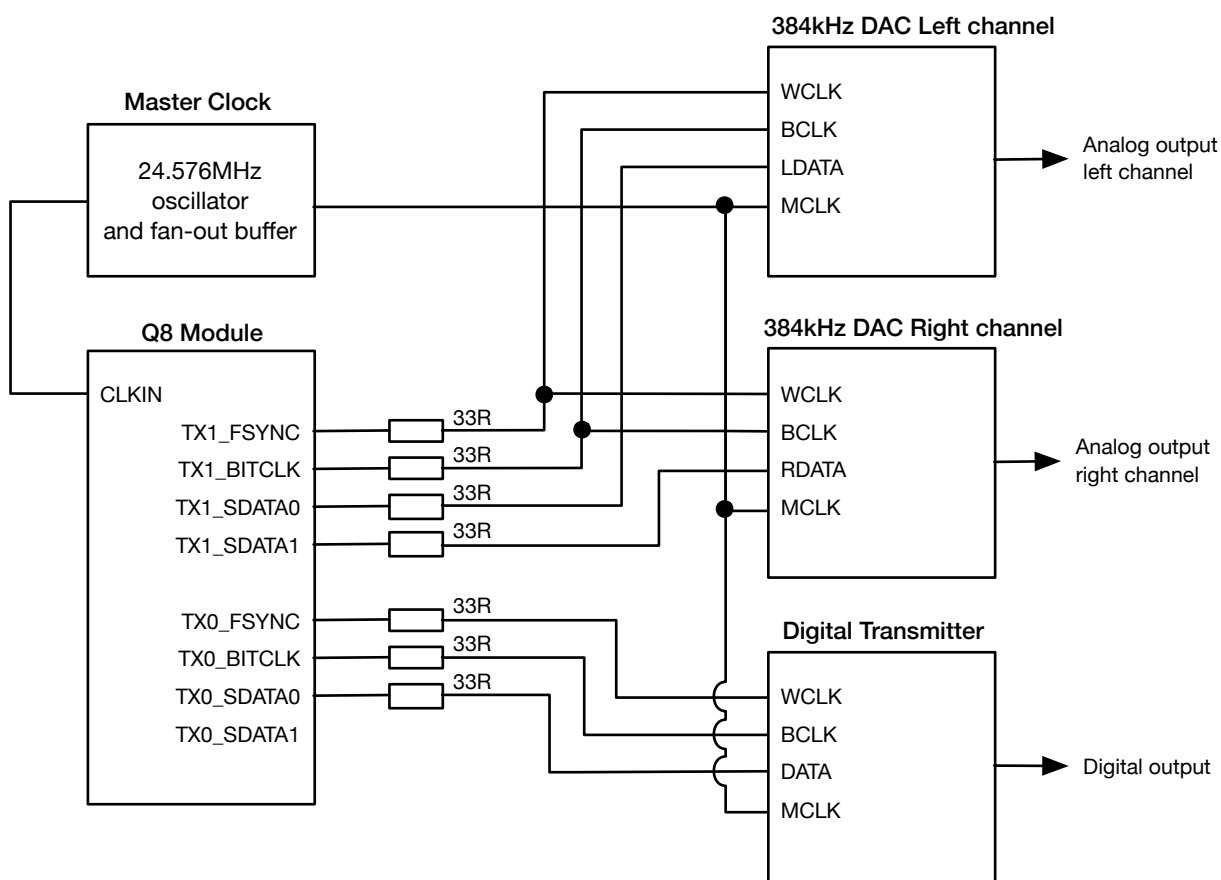 384kHz DAC Left channel
Master Clock
24.576MHz
oscillator
and fan-out buffer
WCLK
BCLK
LDATA
MCLK
Analog output
left channel
Q8 Module
CLKIN
TX1_FSYNC
TX1_BITCLK
TX1_SDATA0
TX1_SDATA1
TX0_FSYNC
TX0_BITCLK
TX0_SDATA0
TX0_SDATA1
33R
33R
33R
33R
33R
33R
33R
384kHz DAC Right channel
WCLK
BCLK
RDATA
MCLK
Analog output
right channel
Digital Transmitter
WCLK
BCLK
DATA
MCLK
Digital output